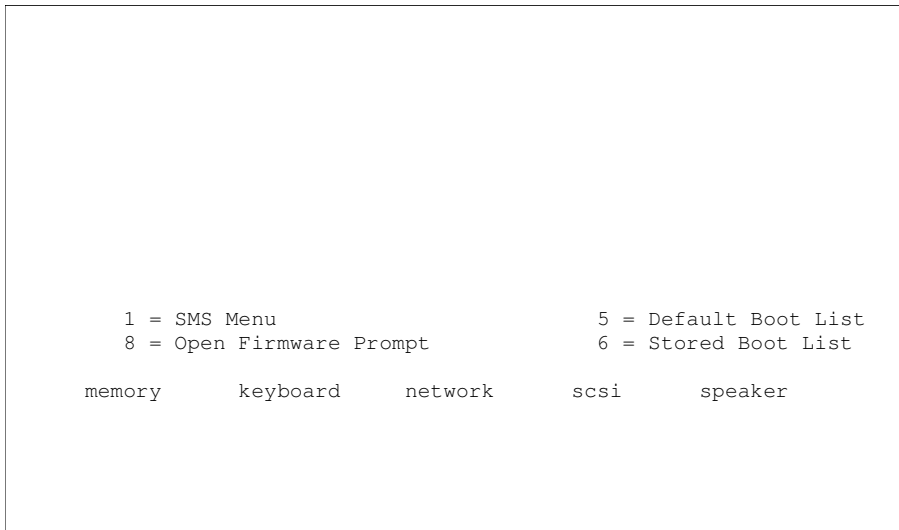 1 = SMS Menu 5 = Default Boot List
8 = Open Firmware Prompt 6 = Stored Boot List
memory keyboard network scsi speaker